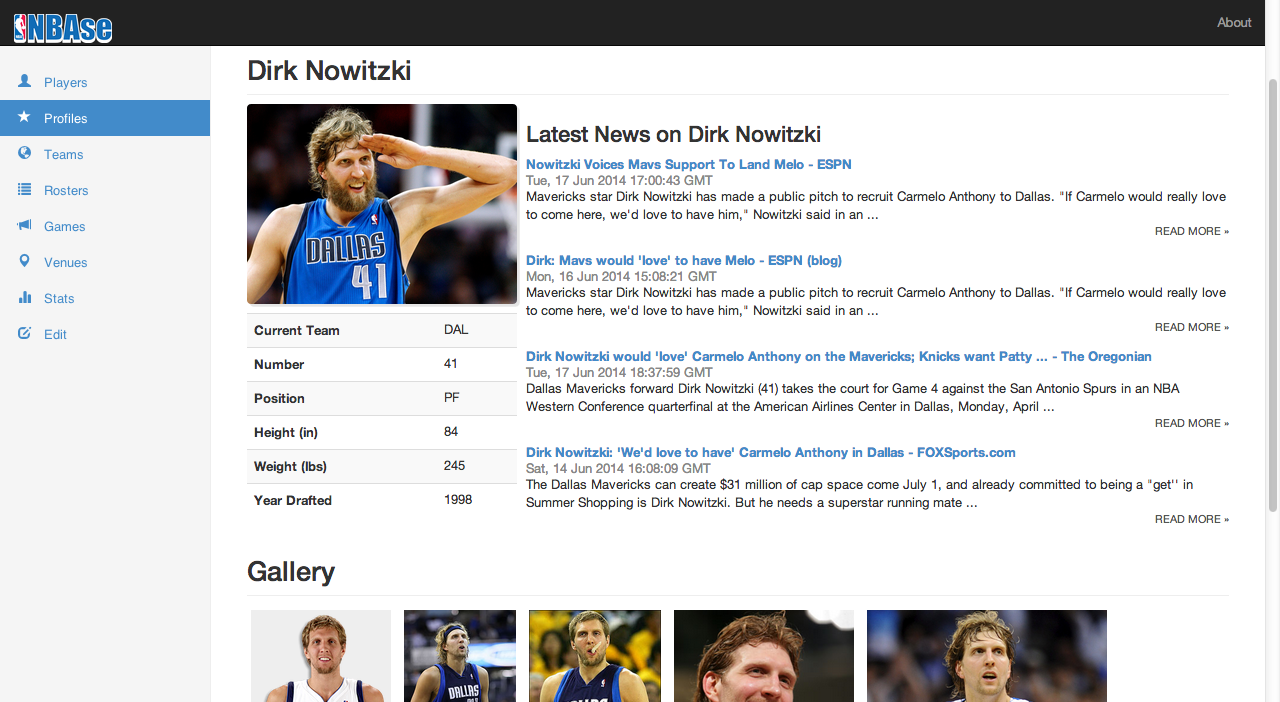 NBAse
About
Players
Profiles
Teams
Rosters
Games
Venues
Stats
Edit
Dirk Nowitzki
DALLAS
41
Current Team DAL
Number 41
Position PF
Height (in) 84
Weight (lbs) 245
Year Drafted 1998
Latest News on Dirk Nowitzki
Nowitzki Voices Mavs Support To Land Melo - ESPN
Tue, 17 Jun 2014 17:00:43 GMT
Mavericks star Dirk Nowitzki has made a public pitch to recruit Carmelo Anthony to Dallas. "If Carmelo would really love
to come here, we'd love to have him," Nowitzki said in an ...
READ MORE »
Dirk: Mavs would 'love' to have Melo - ESPN (blog)
Mon, 16 Jun 2014 15:08:21 GMT
Mavericks star Dirk Nowitzki has made a public pitch to recruit Carmelo Anthony to Dallas. "If Carmelo would really love
to come here, we'd love to have him," Nowitzki said in an ...
READ MORE »
Dirk Nowitzki would 'love' Carmelo Anthony on the Mavericks; Knicks want Patty ... - The Oregonian
Tue, 17 Jun 2014 18:37:59 GMT
Dallas Mavericks forward Dirk Nowitzki (41) takes the court for Game 4 against the San Antonio Spurs in an NBA
Western Conference quarterfinal at the American Airlines Center in Dallas, Monday, April ...
READ MORE »
Dirk Nowitzki: 'We'd love to have' Carmelo Anthony in Dallas - FOXSports.com
Sat, 14 Jun 2014 16:08:09 GMT
The Dallas Mavericks can create $31 million of cap space come July 1, and already committed to being a "get'' in
Summer Shopping is Dirk Nowitzki. But he needs a superstar running mate ...
READ MORE »
Gallery
DALLAS
DALLAS